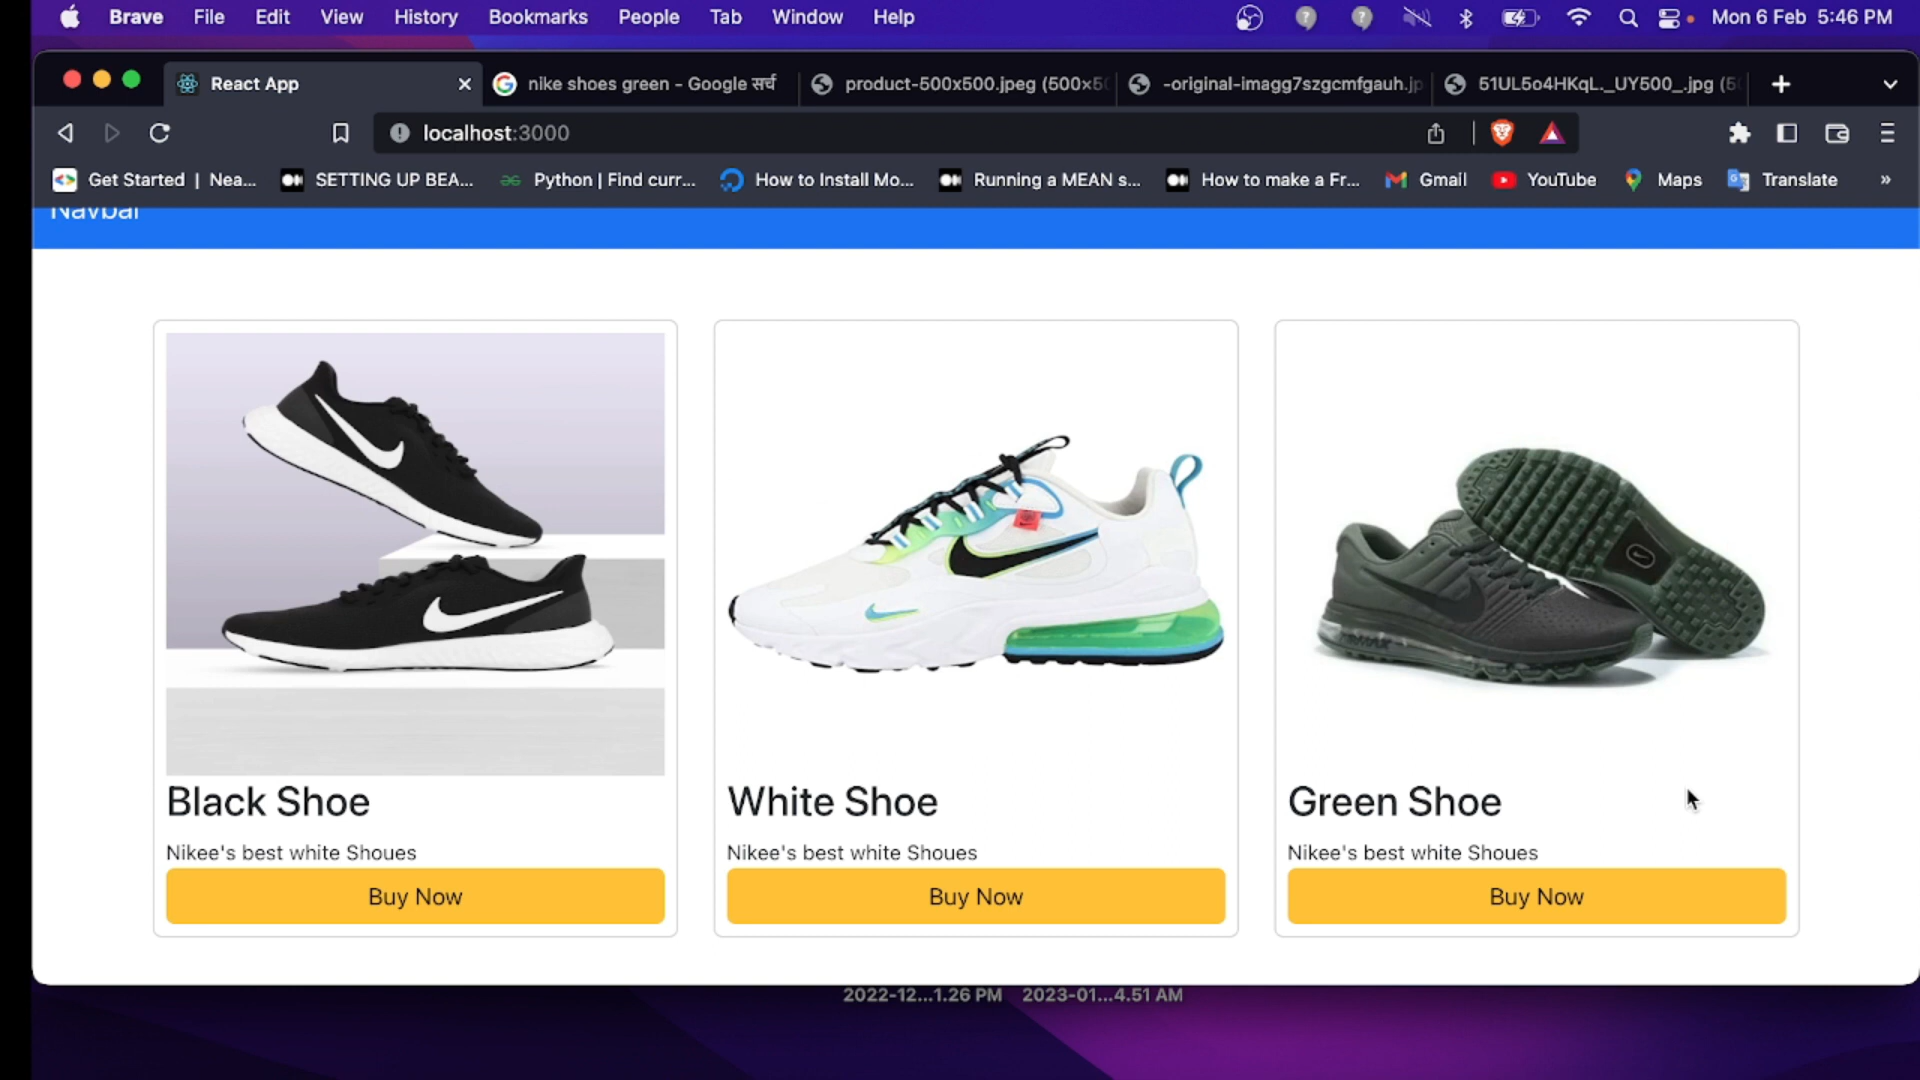 Brave File Edit View History Bookmarks People Tab Window Help Mon 6 Feb 5:46 PM
React App nike shoes green - Google सर्च product-500x500.jpeg (500×50 -original-imagg7szgcmfgauh.jp 51UL5o4HKqL._UY500_.jpg (5
localhost:3000
Get Started | Nea... SETTING UP BEA... Python | Find curr... How to Install Mo... Running a MEAN s... How to make a Fr... Gmail YouTube Maps Translate »
Navbar
Black Shoe White Shoe Green Shoe
Nikee's best white Shoues Nikee's best white Shoues Nikee's best white Shoues
Buy Now Buy Now Buy Now
2022-12...1.26 PM 2023-01...4.51 AM